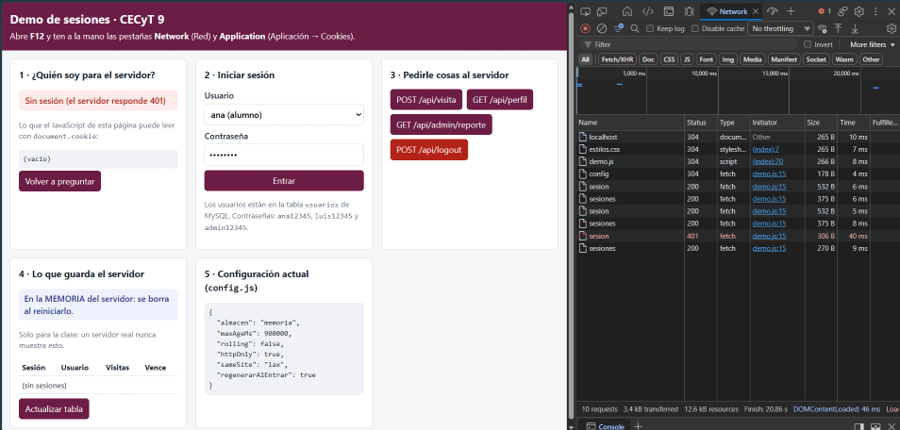 Demo de sesiones · CECyT 9
Abre F12 y ten a la mano las pestañas Network (Red) y Application (Aplicación → Cookies).
1 · ¿Quién soy para el servidor?
Sin sesión (el servidor responde 401)
Lo que el JavaScript de esta página puede leer
con document.cookie:
(vacío)
Volver a preguntar
2 · Iniciar sesión
Usuario
ana (alumno)
Contraseña
••••••••
Entrar
Los usuarios están en la tabla usuarios de
MySQL. Contraseñas: ana12345, luis12345 y
admin12345.
3 · Pedirle cosas al servidor
POST /api/visita
GET /api/perfil
GET /api/admin/reporte
POST /api/logout
4 · Lo que guarda el servidor
En la MEMORIA del servidor: se borra
al reiniciarlo.
Solo para la clase: un servidor real nunca
muestra esto.
Sesión Usuario Visitas Vence
(sin sesiones)
Actualizar tabla
5 · Configuración actual
(config.js)
{
"almacen": "memoria",
"maxAgeMs": 900000,
"rolling": false,
"httpOnly": true,
"sameSite": "lax",
"regenerarAlEntrar": true
}
Network
1
Keep log
Disable cache
No throttling
Filter
Invert
More filters
All Fetch/XHR Doc CSS JS Font Img Media Manifest Socket Wasm Other
5,000 ms 10,000 ms 15,000 ms 20,000 ms
Name Status Type Initiator Size Time Fulfille...
localhost 304 docum... Other 265 B 10 ms
estilos.css 304 stylesh... (index):7 265 B 7 ms
demo.js 304 script (index):70 266 B 8 ms
config 304 fetch demo.js:15 178 B 4 ms
sesion 200 fetch demo.js:15 532 B 6 ms
sesiones 200 fetch demo.js:15 375 B 6 ms
sesion 200 fetch demo.js:15 532 B 5 ms
sesiones 200 fetch demo.js:15 375 B 8 ms
sesion 401 fetch demo.js:15 306 B 40 ms
sesiones 200 fetch demo.js:15 270 B 9 ms
10 requests 3.4 kB transferred 12.6 kB resources Finish: 20.86 s DOMContentLoaded: 46 ms Loa
Console